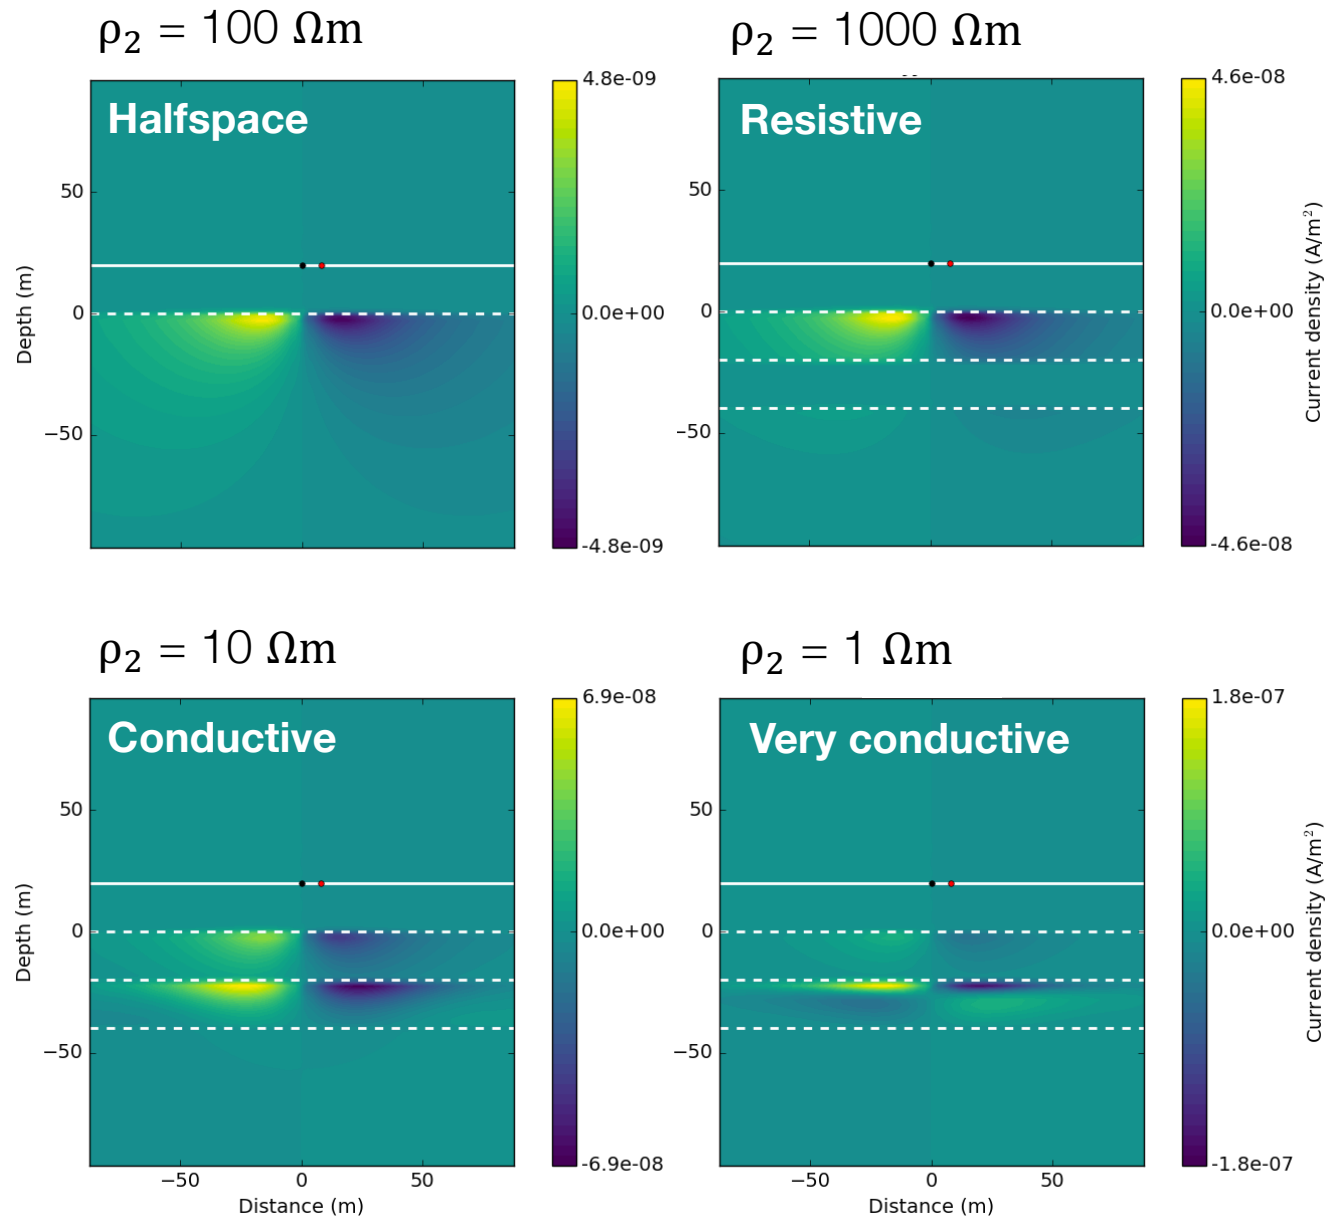 ρ₂ = 100 Ωm
ρ₂ = 1000 Ωm
Halfspace
4.8e-09
0.0e+00
-4.8e-09
50
0
−50
Depth (m)
Resistive
4.6e-08
0.0e+00
-4.6e-08
50
0
−50
Current density (A/m²)
ρ₂ = 10 Ωm
ρ₂ = 1 Ωm
Conductive
6.9e-08
0.0e+00
-6.9e-08
50
0
−50
Depth (m)
−50 0 50
Distance (m)
Very conductive
1.8e-07
0.0e+00
-1.8e-07
50
0
−50
Current density (A/m²)
−50 0 50
Distance (m)